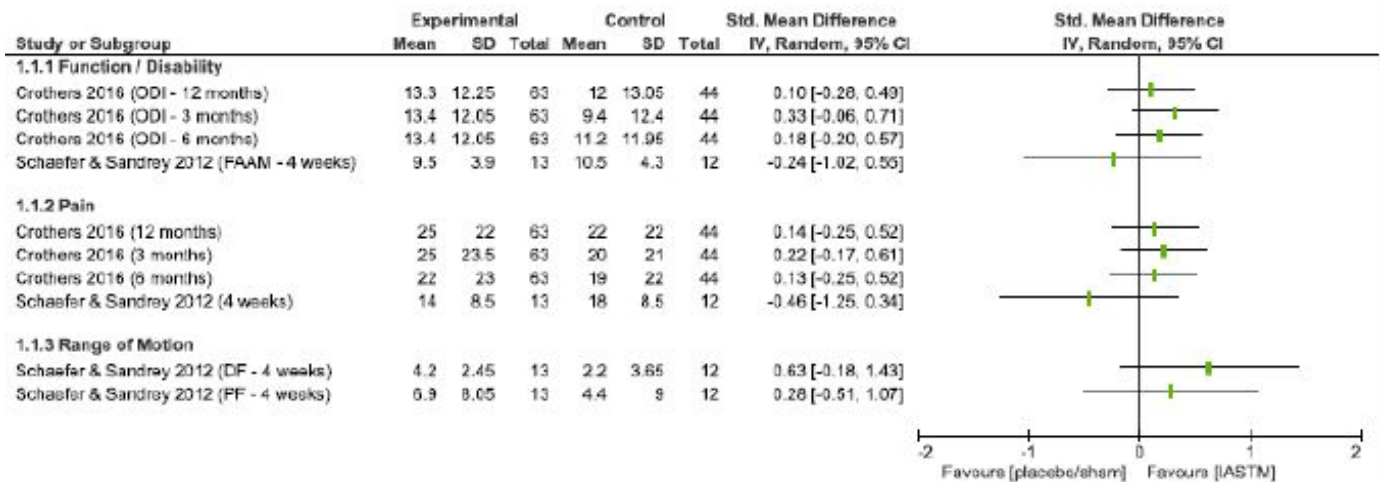 Experimental Control Std. Mean Difference Std. Mean Difference
Study or Subgroup Mean SD Total Mean SD Total IV, Random, 95% CI IV, Random, 95% CI
1.1.1 Function / Disability
Crothers 2016 (ODI - 12 months) 13.3 12.25 63 12 13.05 44 0.10 [-0.28, 0.49]
Crothers 2016 (ODI - 3 months) 13.4 12.05 63 9.4 12.4 44 0.33 [-0.06, 0.71]
Crothers 2016 (ODI - 6 months) 13.4 12.05 63 11.2 11.95 44 0.18 [-0.20, 0.57]
Schaefer & Sandrey 2012 (FAAM - 4 weeks) 9.5 3.9 13 10.5 4.3 12 -0.24 [-1.02, 0.55]
1.1.2 Pain
Crothers 2016 (12 months) 25 22 63 22 22 44 0.14 [-0.25, 0.52]
Crothers 2016 (3 months) 25 23.5 63 20 21 44 0.22 [-0.17, 0.61]
Crothers 2016 (6 months) 22 23 63 19 22 44 0.13 [-0.25, 0.52]
Schaefer & Sandrey 2012 (4 weeks) 14 8.5 13 18 8.5 12 -0.46 [-1.25, 0.34]
1.1.3 Range of Motion
Schaefer & Sandrey 2012 (DF - 4 weeks) 4.2 2.45 13 2.2 3.65 12 0.63 [-0.18, 1.43]
Schaefer & Sandrey 2012 (PF - 4 weeks) 6.9 8.05 13 4.4 9 12 0.28 [-0.51, 1.07]
-2 -1 0 1 2
Favours [placebo/sham] Favours [IASTM]